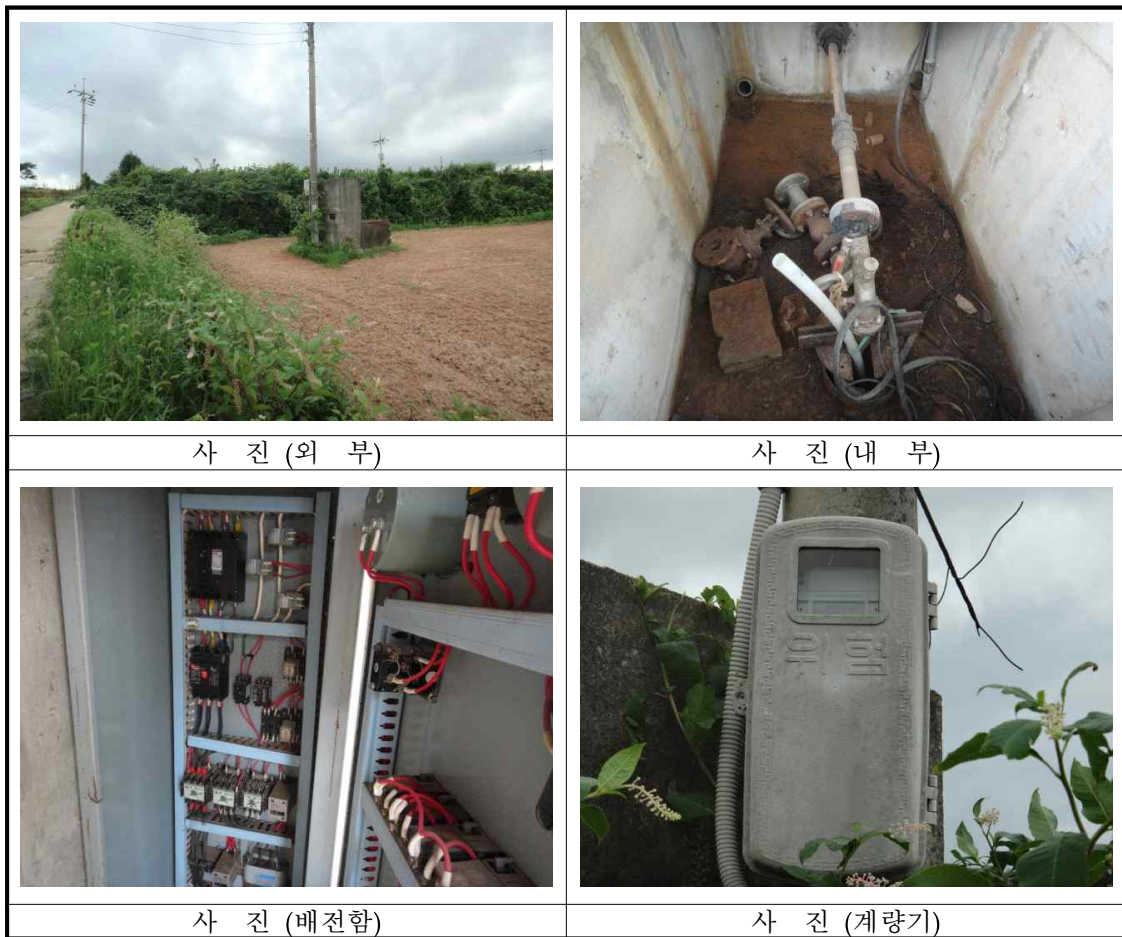 사 진 (외 부)
사 진 (내 부)
위 험
사 진 (배전함)
사 진 (계량기)